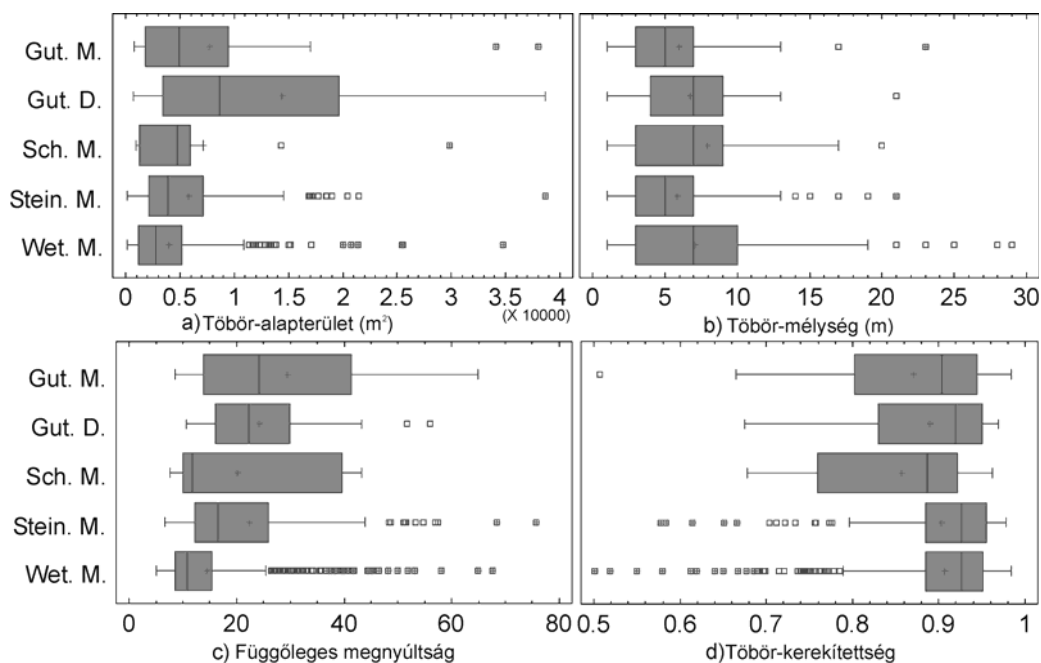 Gut. M.
Gut. D.
Sch. M.
Stein. M.
Wet. M.
0 0.5 1 1.5 2 2.5 3 3.5 4
(X 10000)
a) Töbör-alapterület (m²)
0 5 10 15 20 25 30
b) Töbör-mélység (m)
Gut. M.
Gut. D.
Sch. M.
Stein. M.
Wet. M.
0 20 40 60 80
c) Függőleges megnyúltság
0.5 0.6 0.7 0.8 0.9 1
d) Töbör-kerekítettség